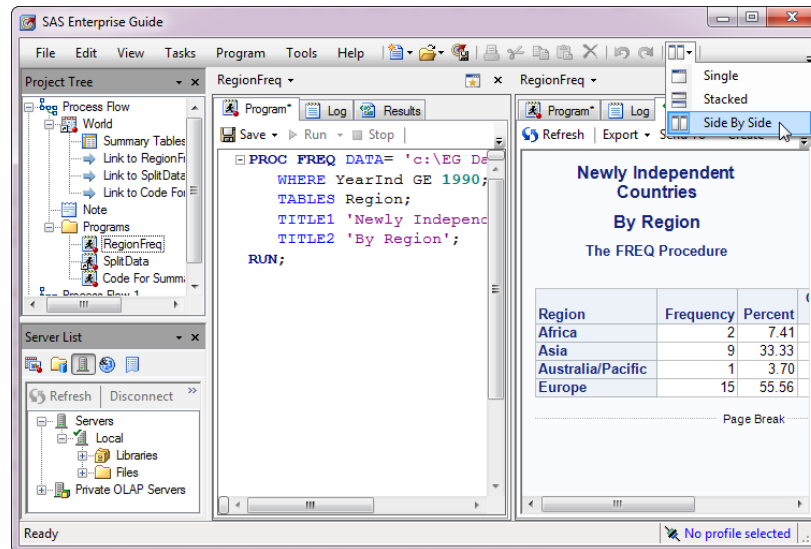 SAS Enterprise Guide
File Edit View Tasks Program Tools Help
Single
Stacked
Side By Side
Project Tree
Process Flow
World
Summary Tables
Link to RegionFr
Link to SplitData
Link to Code For
Note
Programs
RegionFreq
SplitData
Code For Summ
Process Flow 1
Server List
Refresh Disconnect »
Servers
Local
Libraries
Files
Private OLAP Servers
RegionFreq
Program* Log Results
Save Run Stop
PROC FREQ DATA= 'c:\EG Da
WHERE YearInd GE 1990;
TABLES Region;
TITLE1 'Newly Independ
TITLE2 'By Region';
RUN;
RegionFreq
Program* Log
Refresh Export Send To Create
Newly Independent
Countries
By Region
The FREQ Procedure
Region Frequency Percent
Africa 2 7.41
Asia 9 33.33
Australia/Pacific 1 3.70
Europe 15 55.56
Page Break
Ready
No profile selected